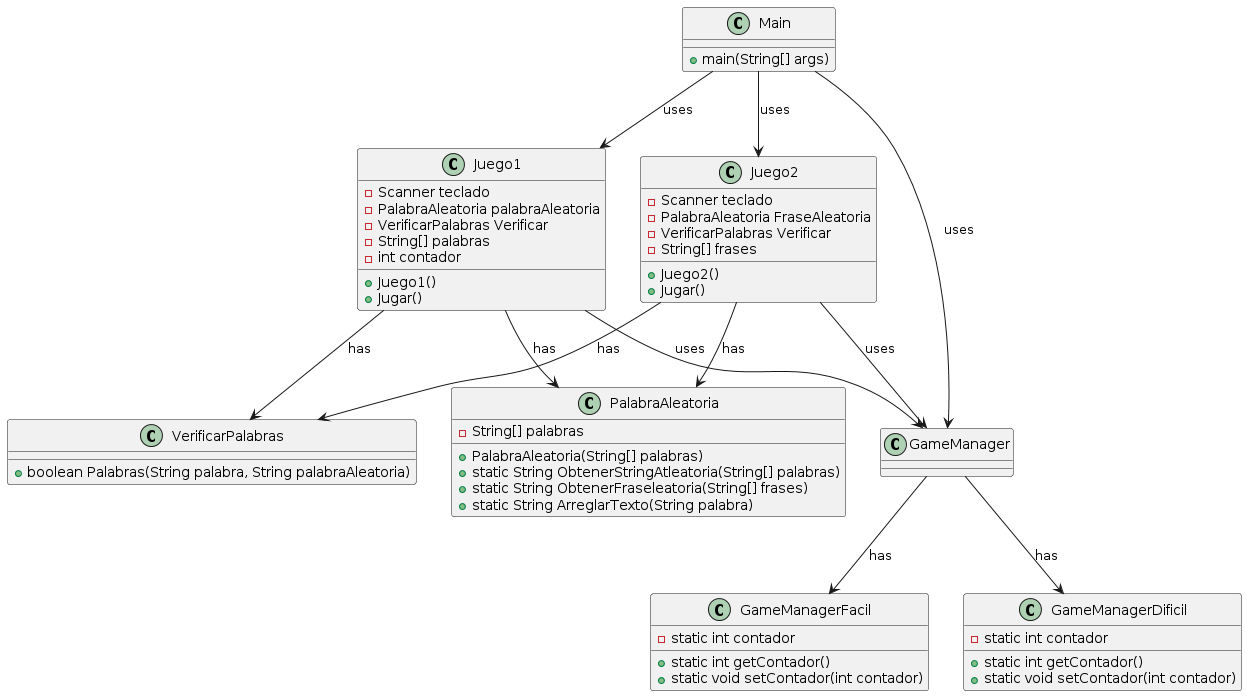 C Main
main(String[] args)
uses
uses
uses
C Juego1
Scanner teclado
PalabraAleatoria palabraAleatoria
VerificarPalabras Verificar
String[] palabras
int contador
Juego1()
Jugar()
C Juego2
Scanner teclado
PalabraAleatoria FraseAleatoria
VerificarPalabras Verificar
String[] frases
Juego2()
Jugar()
has
has
has
uses
has
uses
C VerificarPalabras
boolean Palabras(String palabra, String palabraAleatoria)
C PalabraAleatoria
String[] palabras
PalabraAleatoria(String[] palabras)
static String ObtenerStringAtleatoria(String[] palabras)
static String ObtenerFraseleatoria(String[] frases)
static String ArreglarTexto(String palabra)
C GameManager
has
has
C GameManagerFacil
static int contador
static int getContador()
static void setContador(int contador)
C GameManagerDificil
static int contador
static int getContador()
static void setContador(int contador)